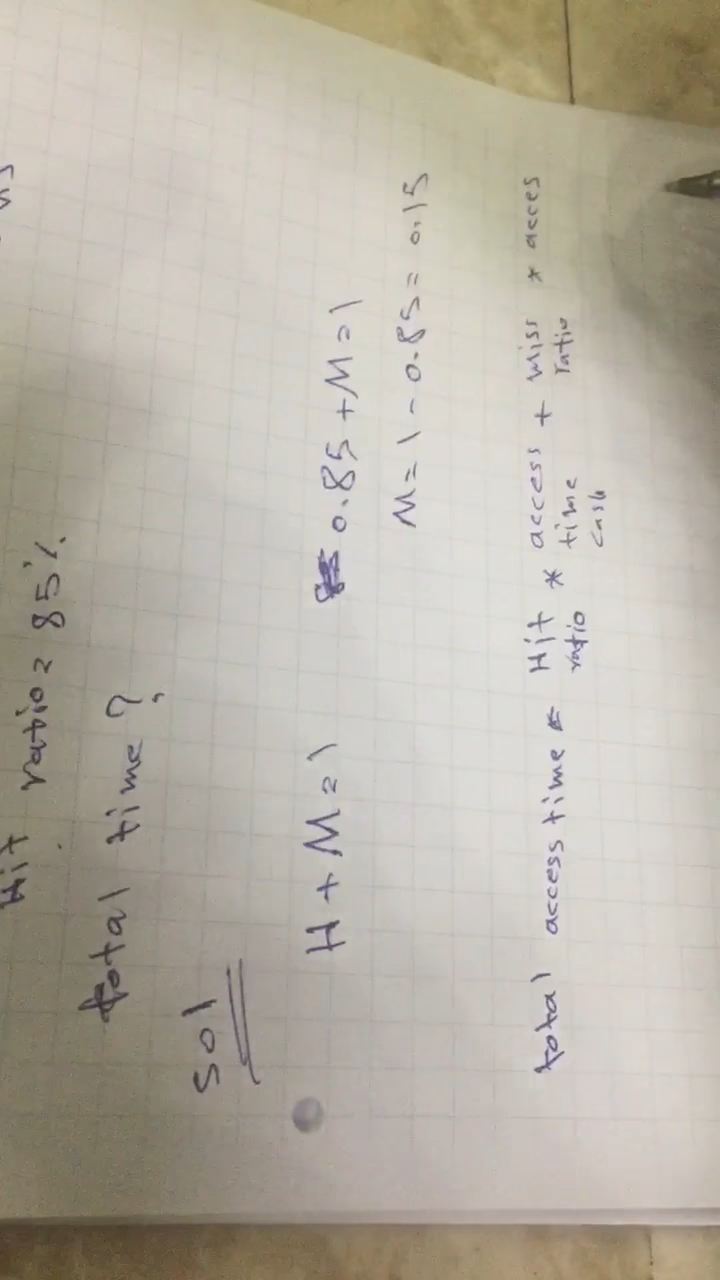 Hit ratio = 85%
total time?
Sol
H + M = 1 0.85 + M = 1
M = 1 - 0.85 = 0.15
total access time = Hit * access + miss * acces
ratio time ratio
cash